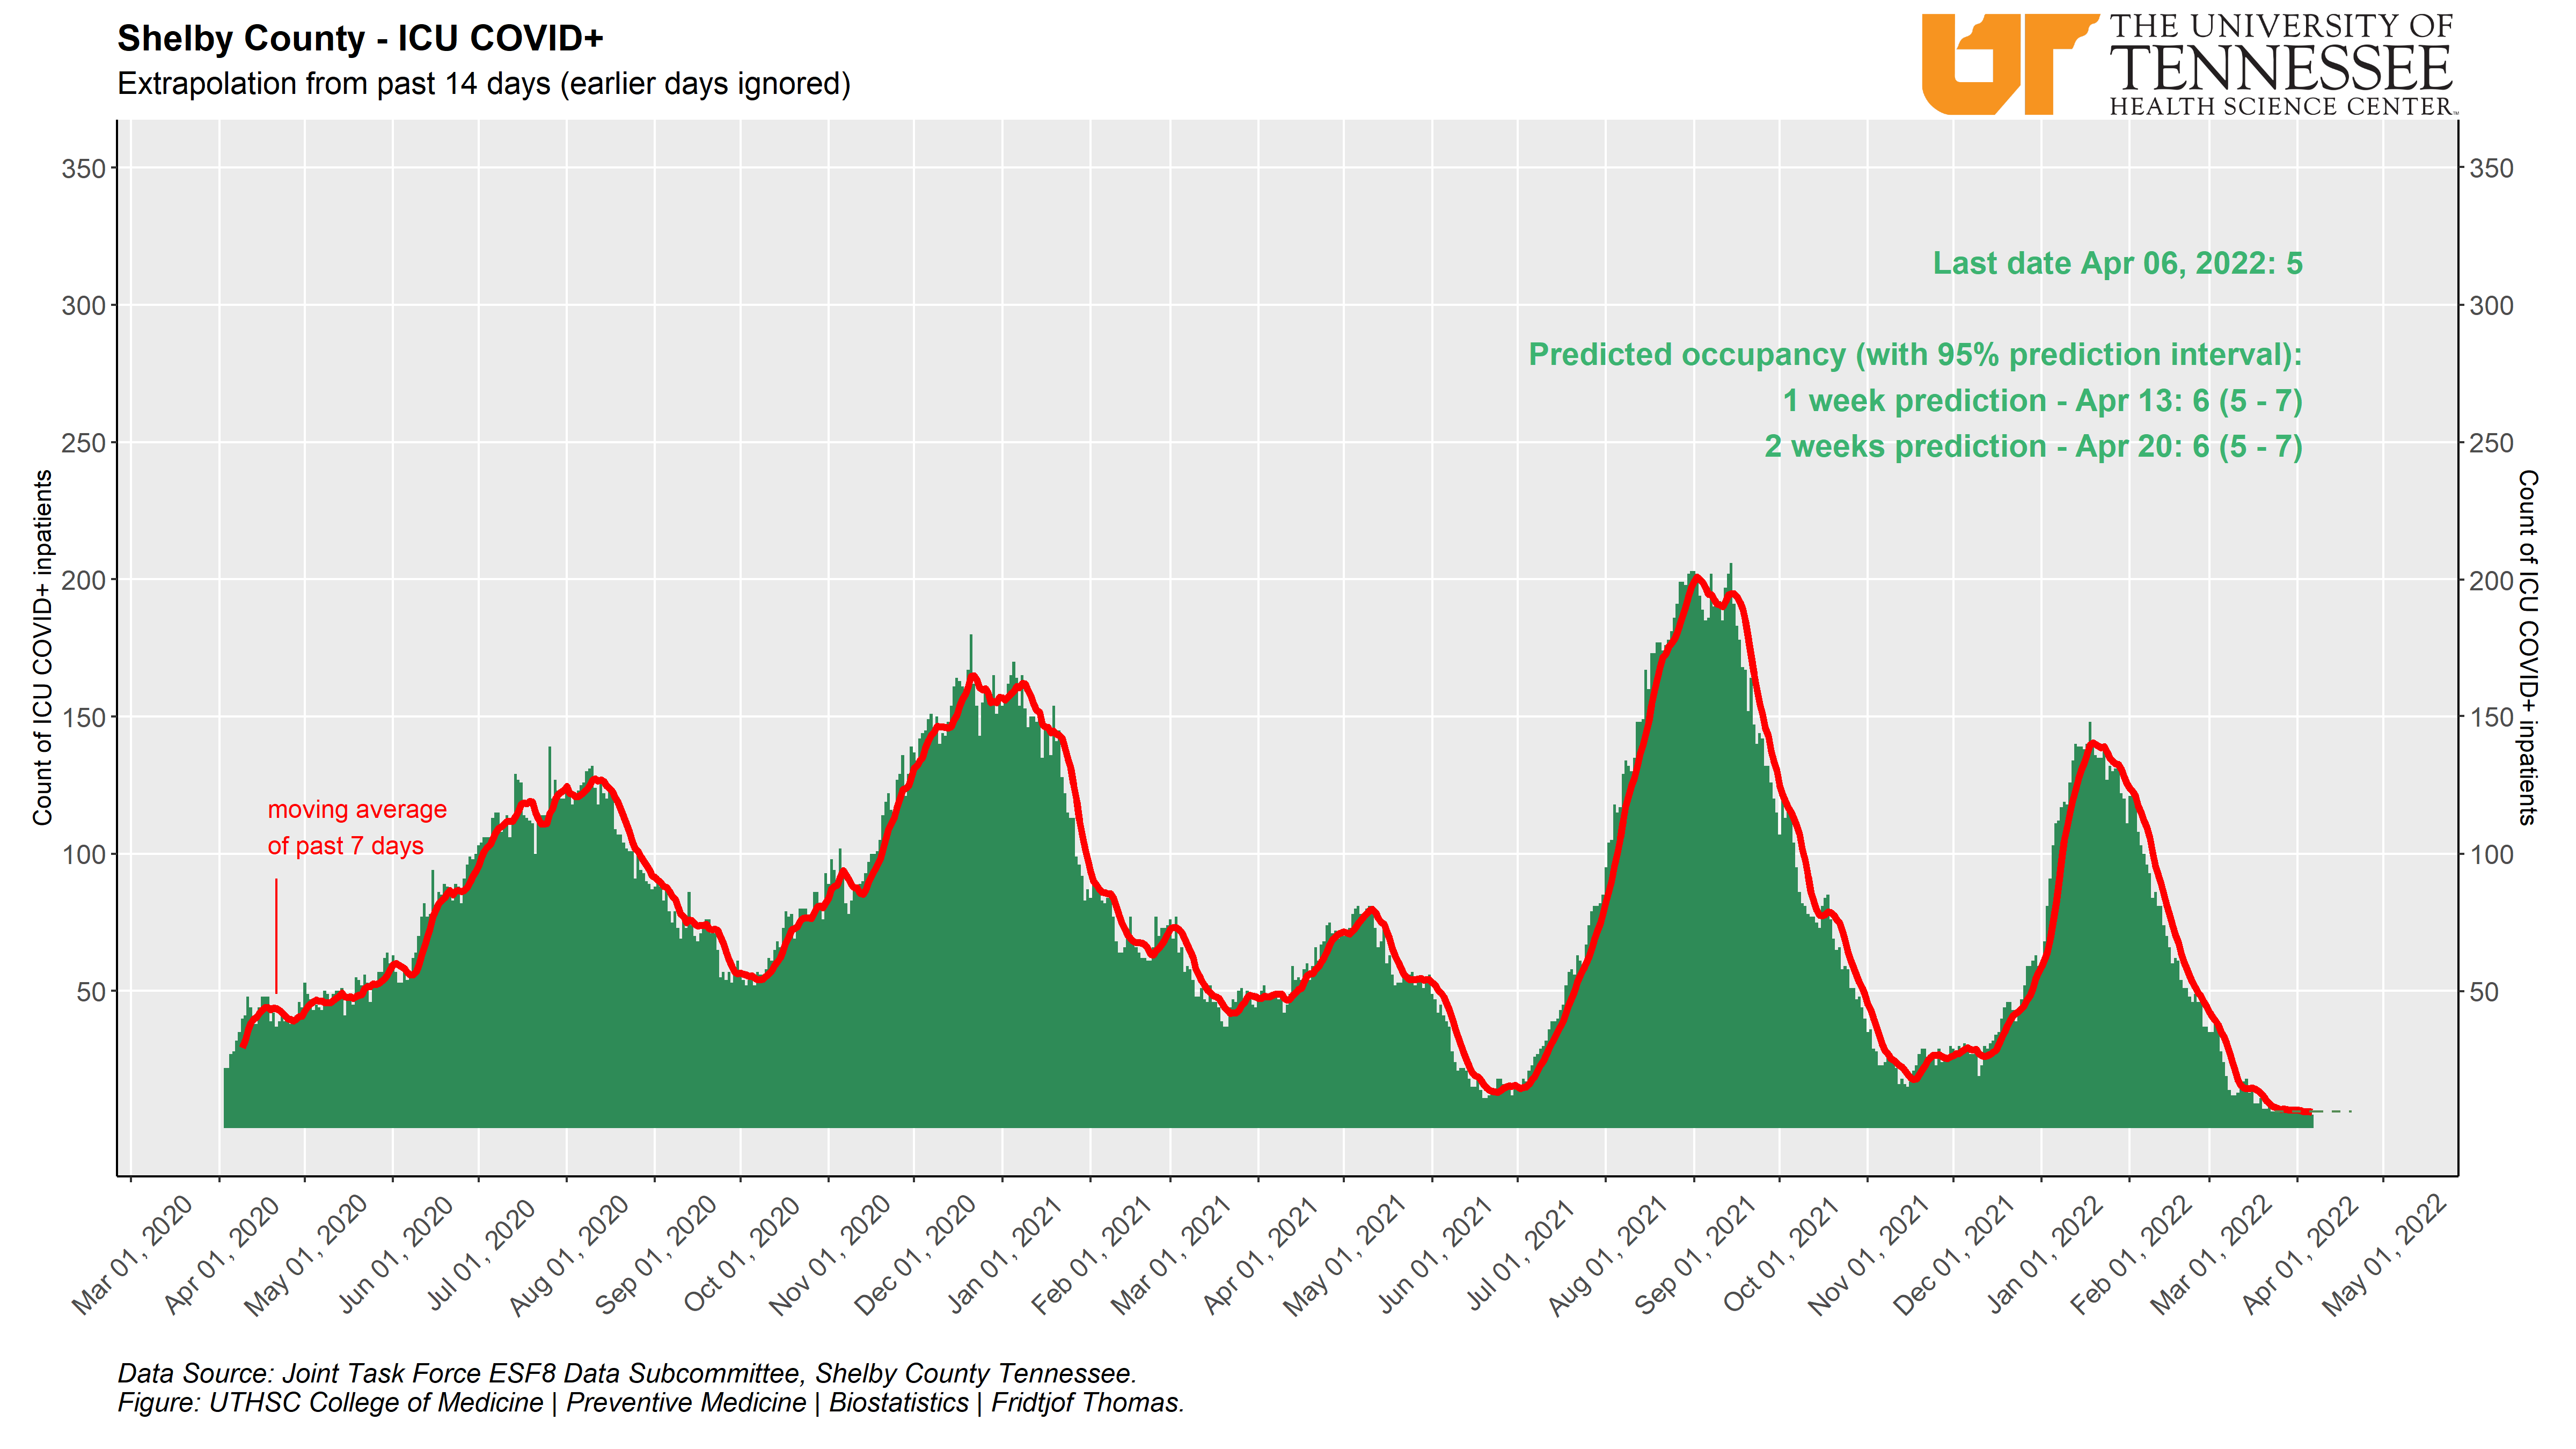 Shelby County - ICU COVID+
Extrapolation from past 14 days (earlier days ignored)
UT
THE UNIVERSITY OF
TENNESSEE
HEALTH SCIENCE CENTER™
350
300
250
200
150
100
50
350
300
250
200
150
100
50
Count of ICU COVID+ inpatients
Count of ICU COVID+ inpatients
Last date Apr 06, 2022: 5
Predicted occupancy (with 95% prediction interval):
1 week prediction - Apr 13: 6 (5 - 7)
2 weeks prediction - Apr 20: 6 (5 - 7)
moving average
of past 7 days
Mar 01, 2020
Apr 01, 2020
May 01, 2020
Jun 01, 2020
Jul 01, 2020
Aug 01, 2020
Sep 01, 2020
Oct 01, 2020
Nov 01, 2020
Dec 01, 2020
Jan 01, 2021
Feb 01, 2021
Mar 01, 2021
Apr 01, 2021
May 01, 2021
Jun 01, 2021
Jul 01, 2021
Aug 01, 2021
Sep 01, 2021
Oct 01, 2021
Nov 01, 2021
Dec 01, 2021
Jan 01, 2022
Feb 01, 2022
Mar 01, 2022
Apr 01, 2022
May 01, 2022
Data Source: Joint Task Force ESF8 Data Subcommittee, Shelby County Tennessee.
Figure: UTHSC College of Medicine | Preventive Medicine | Biostatistics | Fridtjof Thomas.